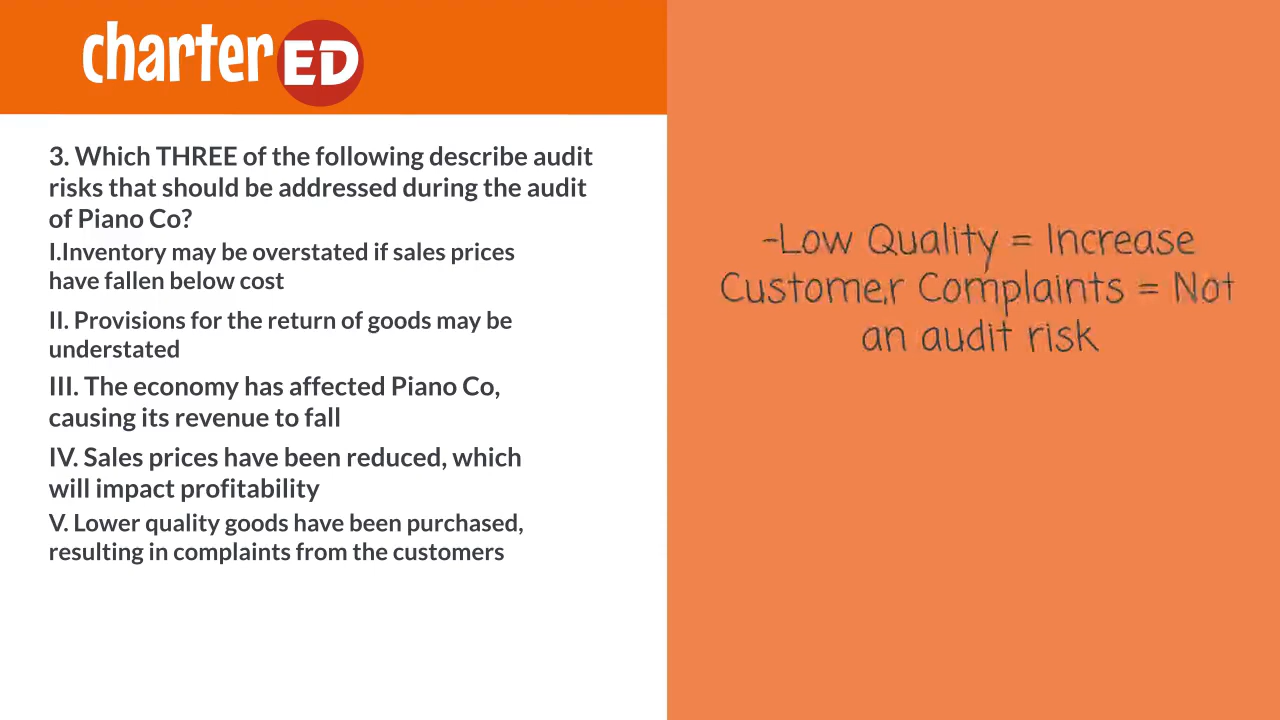 charterED
3. Which THREE of the following describe audit
risks that should be addressed during the audit
of Piano Co?
I.Inventory may be overstated if sales prices
have fallen below cost
II. Provisions for the return of goods may be
understated
III. The economy has affected Piano Co,
causing its revenue to fall
IV. Sales prices have been reduced, which
will impact profitability
V. Lower quality goods have been purchased,
resulting in complaints from the customers
-Low Quality = Increase
Customer Complaints = Not
an audit risk